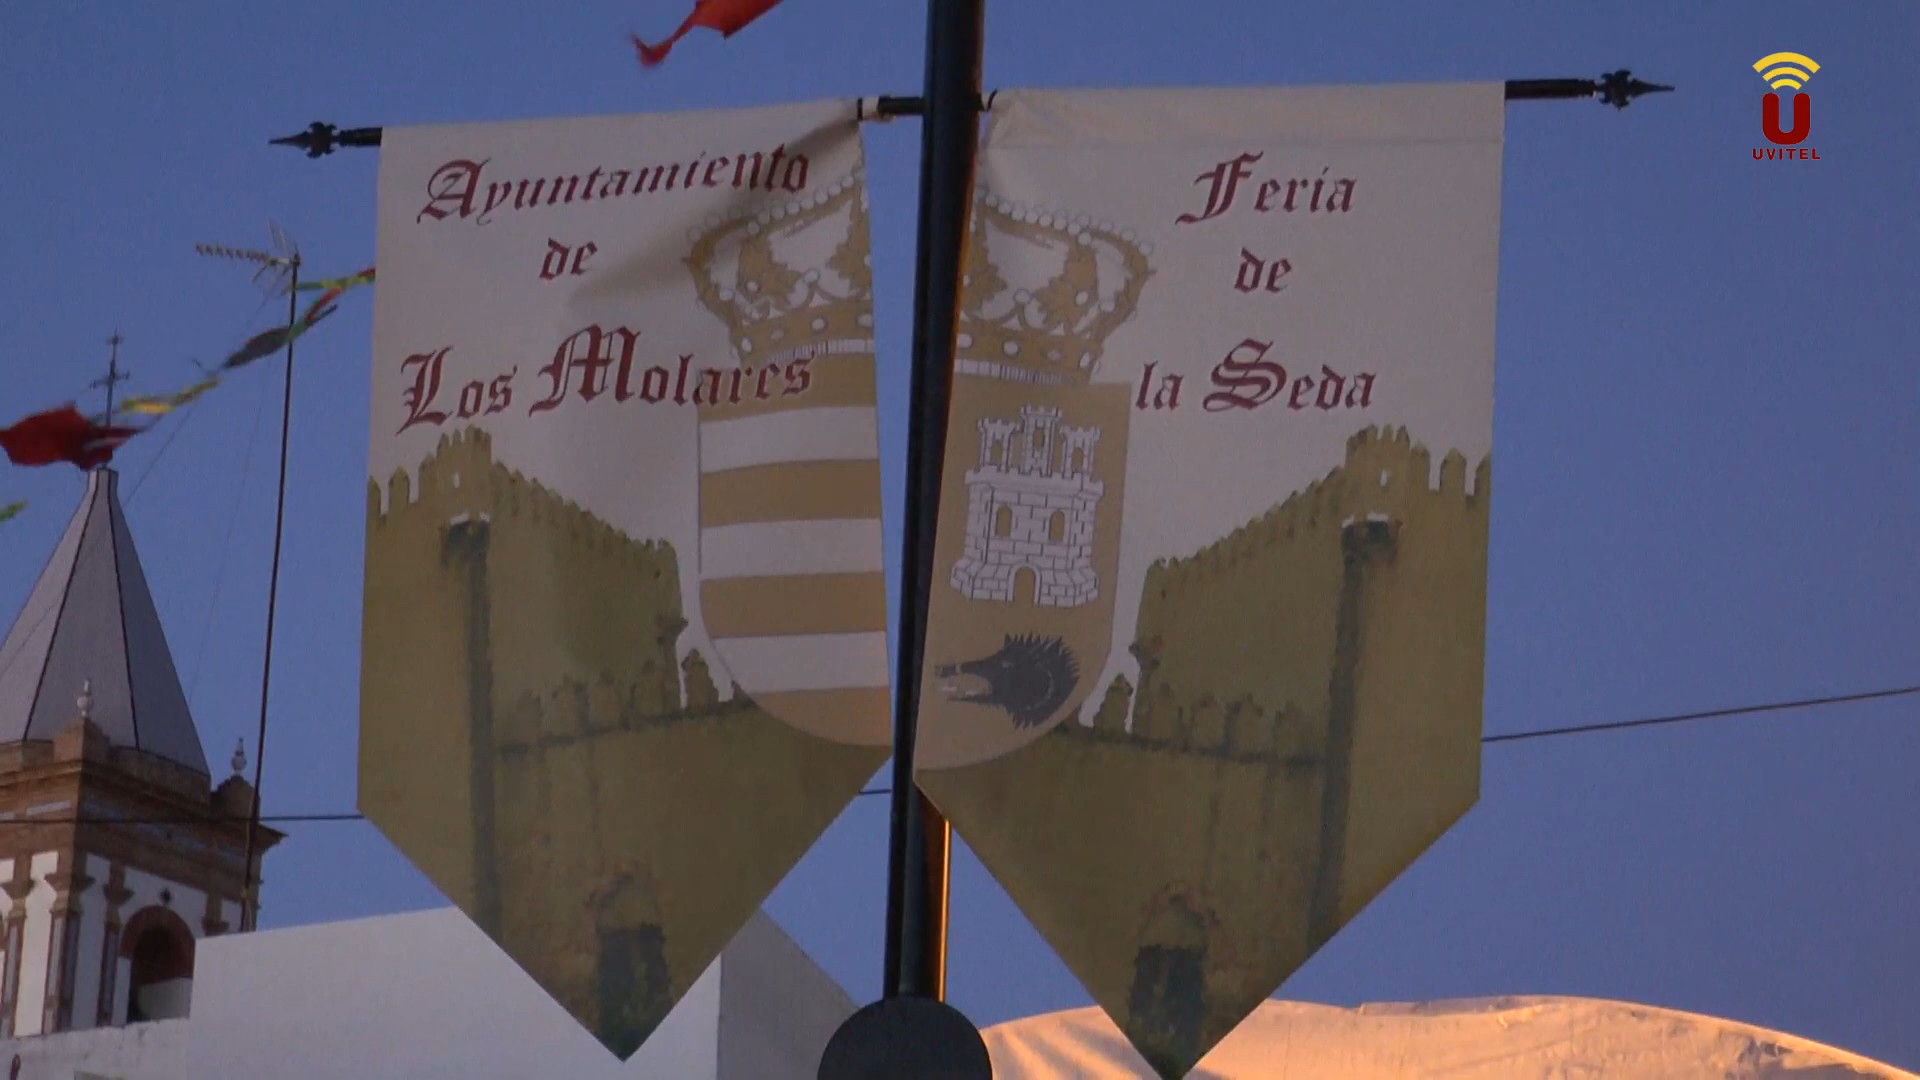 Ayuntamiento
de
Los Molares
Feria
de
la Seda
U
UVITEL